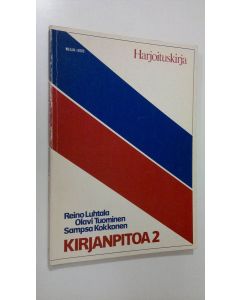 Harjoituskirja
Reino Luhtala
Olavi Tuominen
Sampsa Kokkonen
KIRJANPITOA 2